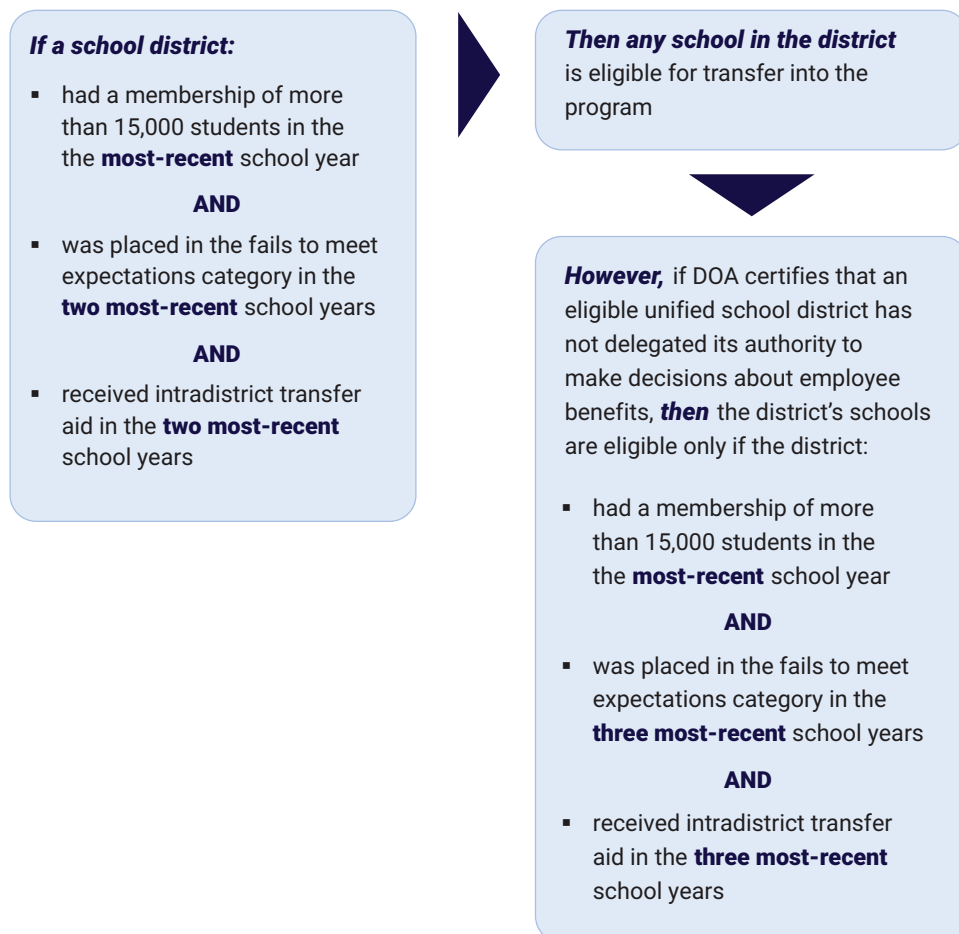 If a school district:
▪ had a membership of more
than 15,000 students in the
the most-recent school year
AND
▪ was placed in the fails to meet
expectations category in the
two most-recent school years
AND
▪ received intradistrict transfer
aid in the two most-recent
school years
Then any school in the district
is eligible for transfer into the
program
However, if DOA certifies that an
eligible unified school district has
not delegated its authority to
make decisions about employee
benefits, then the district's schools
are eligible only if the district:
▪ had a membership of more
than 15,000 students in the
the most-recent school year
AND
▪ was placed in the fails to meet
expectations category in the
three most-recent school years
AND
▪ received intradistrict transfer
aid in the three most-recent
school years